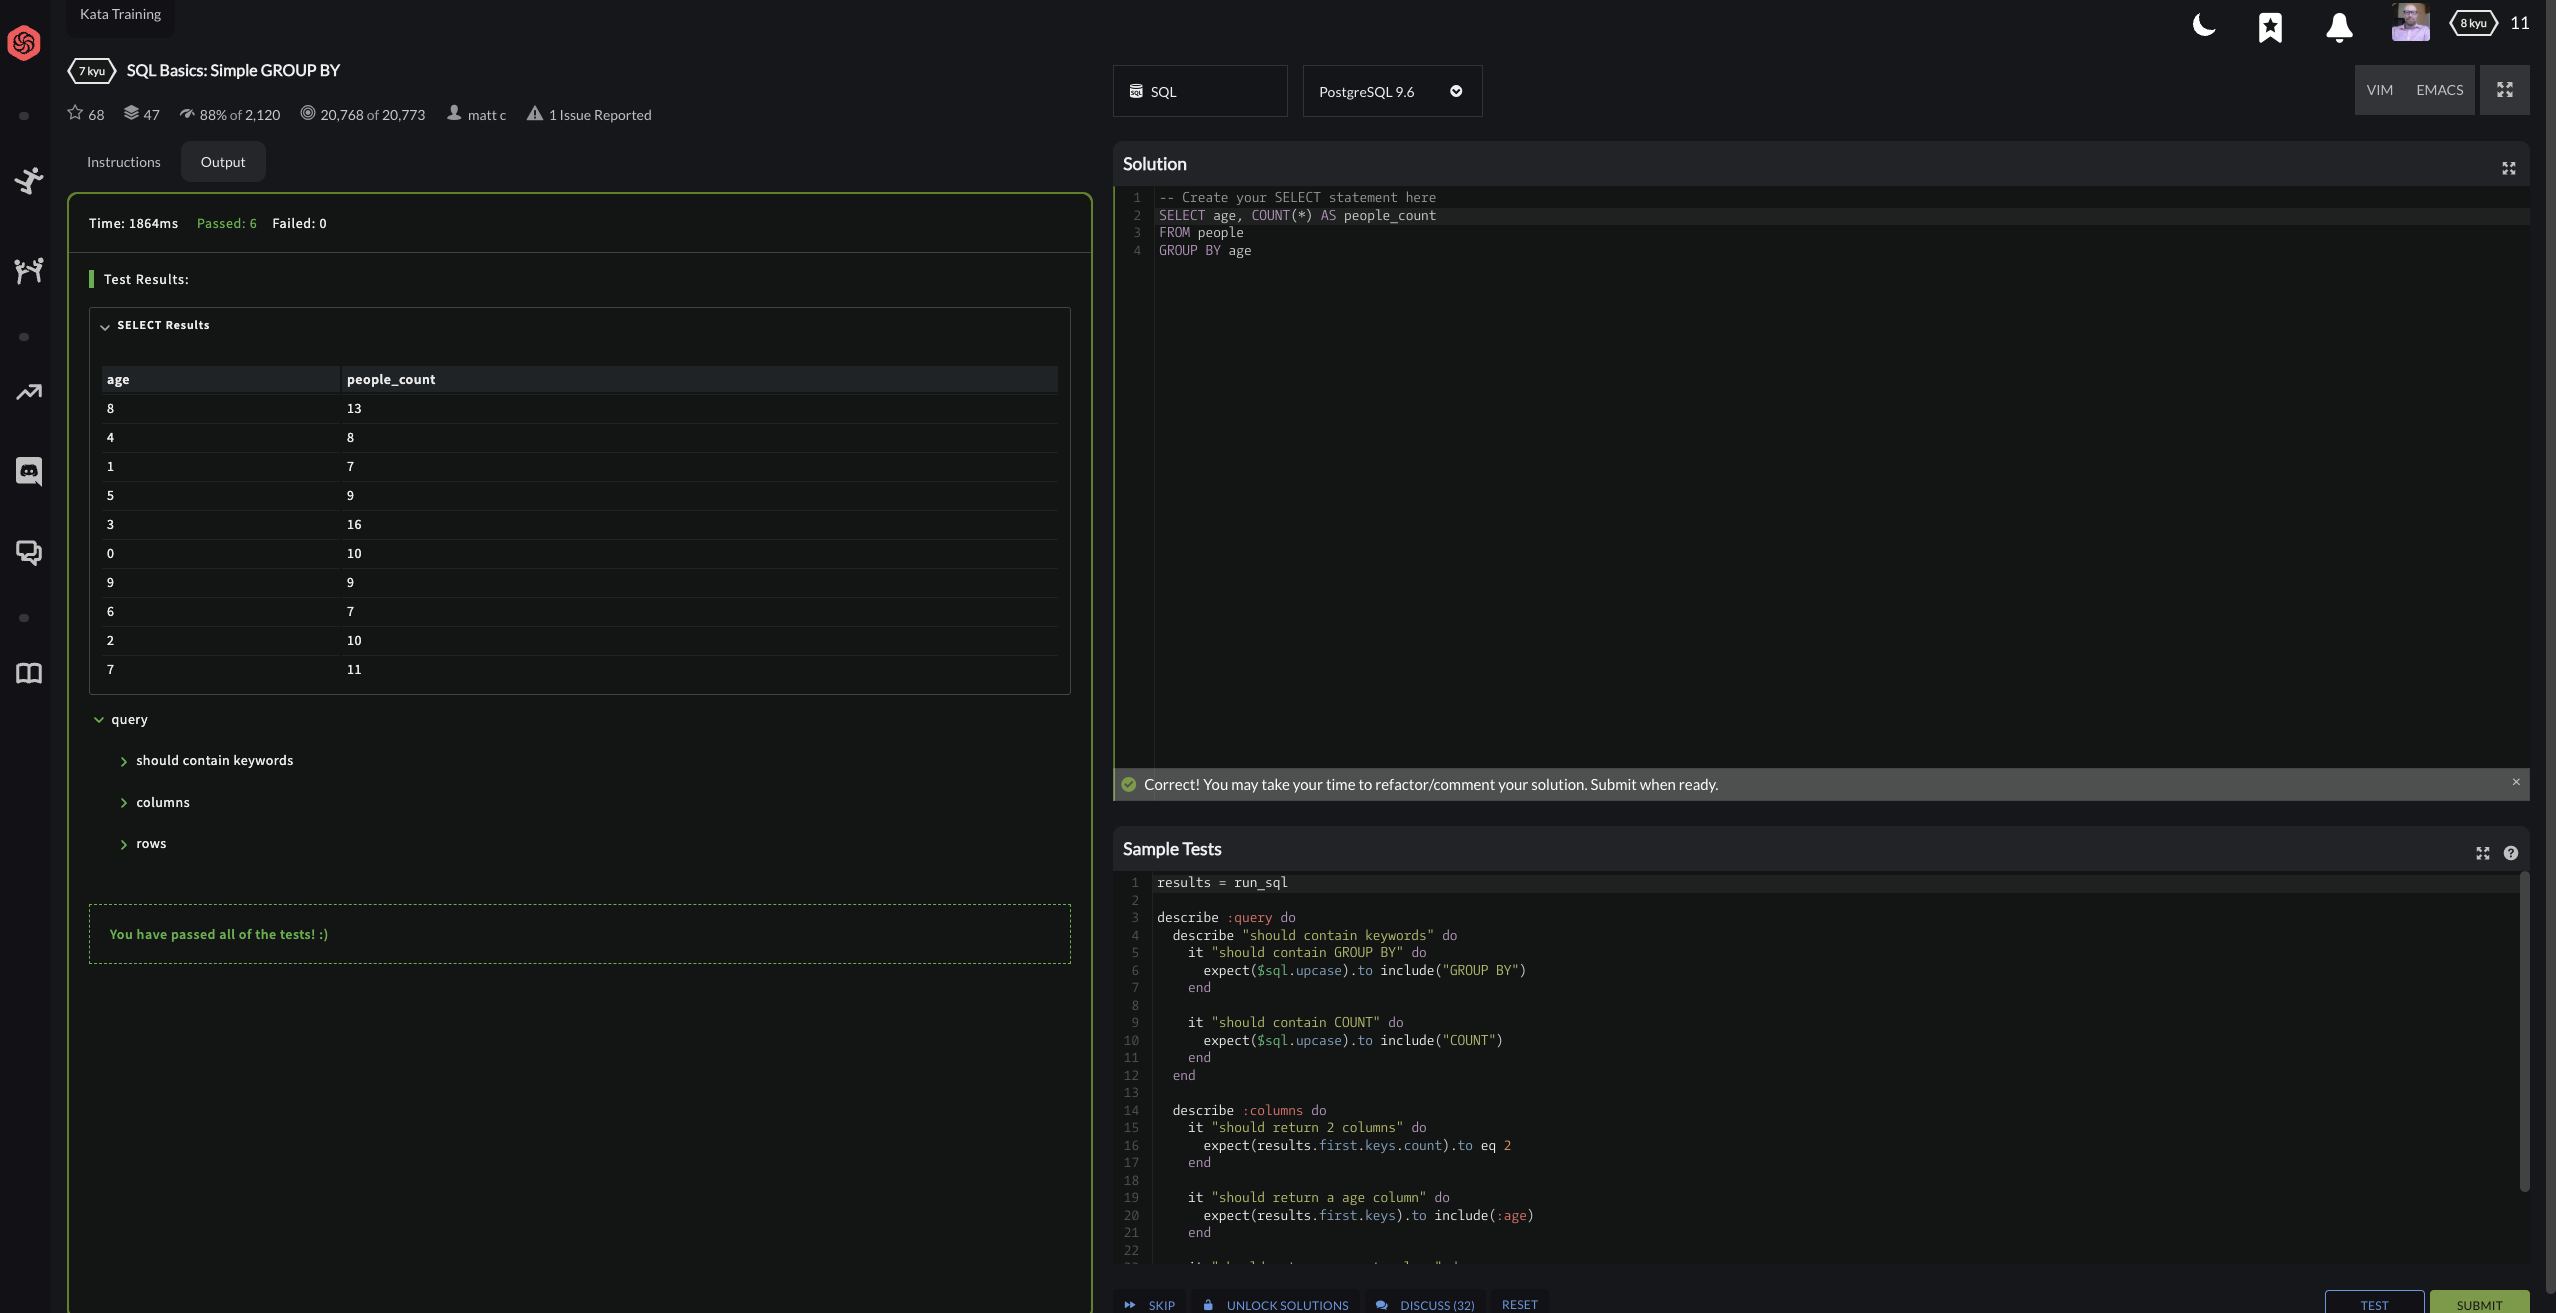 Kata Training
8 kyu 11
7 kyu SQL Basics: Simple GROUP BY
68 47 88% of 2,120 20,768 of 20,773 matt c 1 Issue Reported
Instructions Output
Time: 1864ms Passed: 6 Failed: 0
Test Results:
SELECT Results
age people_count
8 13
4 8
1 7
5 9
3 16
0 10
9 9
6 7
2 10
7 11
query
should contain keywords
columns
rows
You have passed all of the tests! :)
SQL PostgreSQL 9.6 VIM EMACS
Solution
1 -- Create your SELECT statement here
2 SELECT age, COUNT(*) AS people_count
3 FROM people
4 GROUP BY age
Correct! You may take your time to refactor/comment your solution. Submit when ready. ×
Sample Tests ?
1 results = run_sql
2
3 describe :query do
4 describe "should contain keywords" do
5 it "should contain GROUP BY" do
6 expect($sql.upcase).to include("GROUP BY")
7 end
8
9 it "should contain COUNT" do
10 expect($sql.upcase).to include("COUNT")
11 end
12 end
13
14 describe :columns do
15 it "should return 2 columns" do
16 expect(results.first.keys.count).to eq 2
17 end
18
19 it "should return a age column" do
20 expect(results.first.keys).to include(:age)
21 end
22
SKIP UNLOCK SOLUTIONS DISCUSS (32) RESET TEST SUBMIT